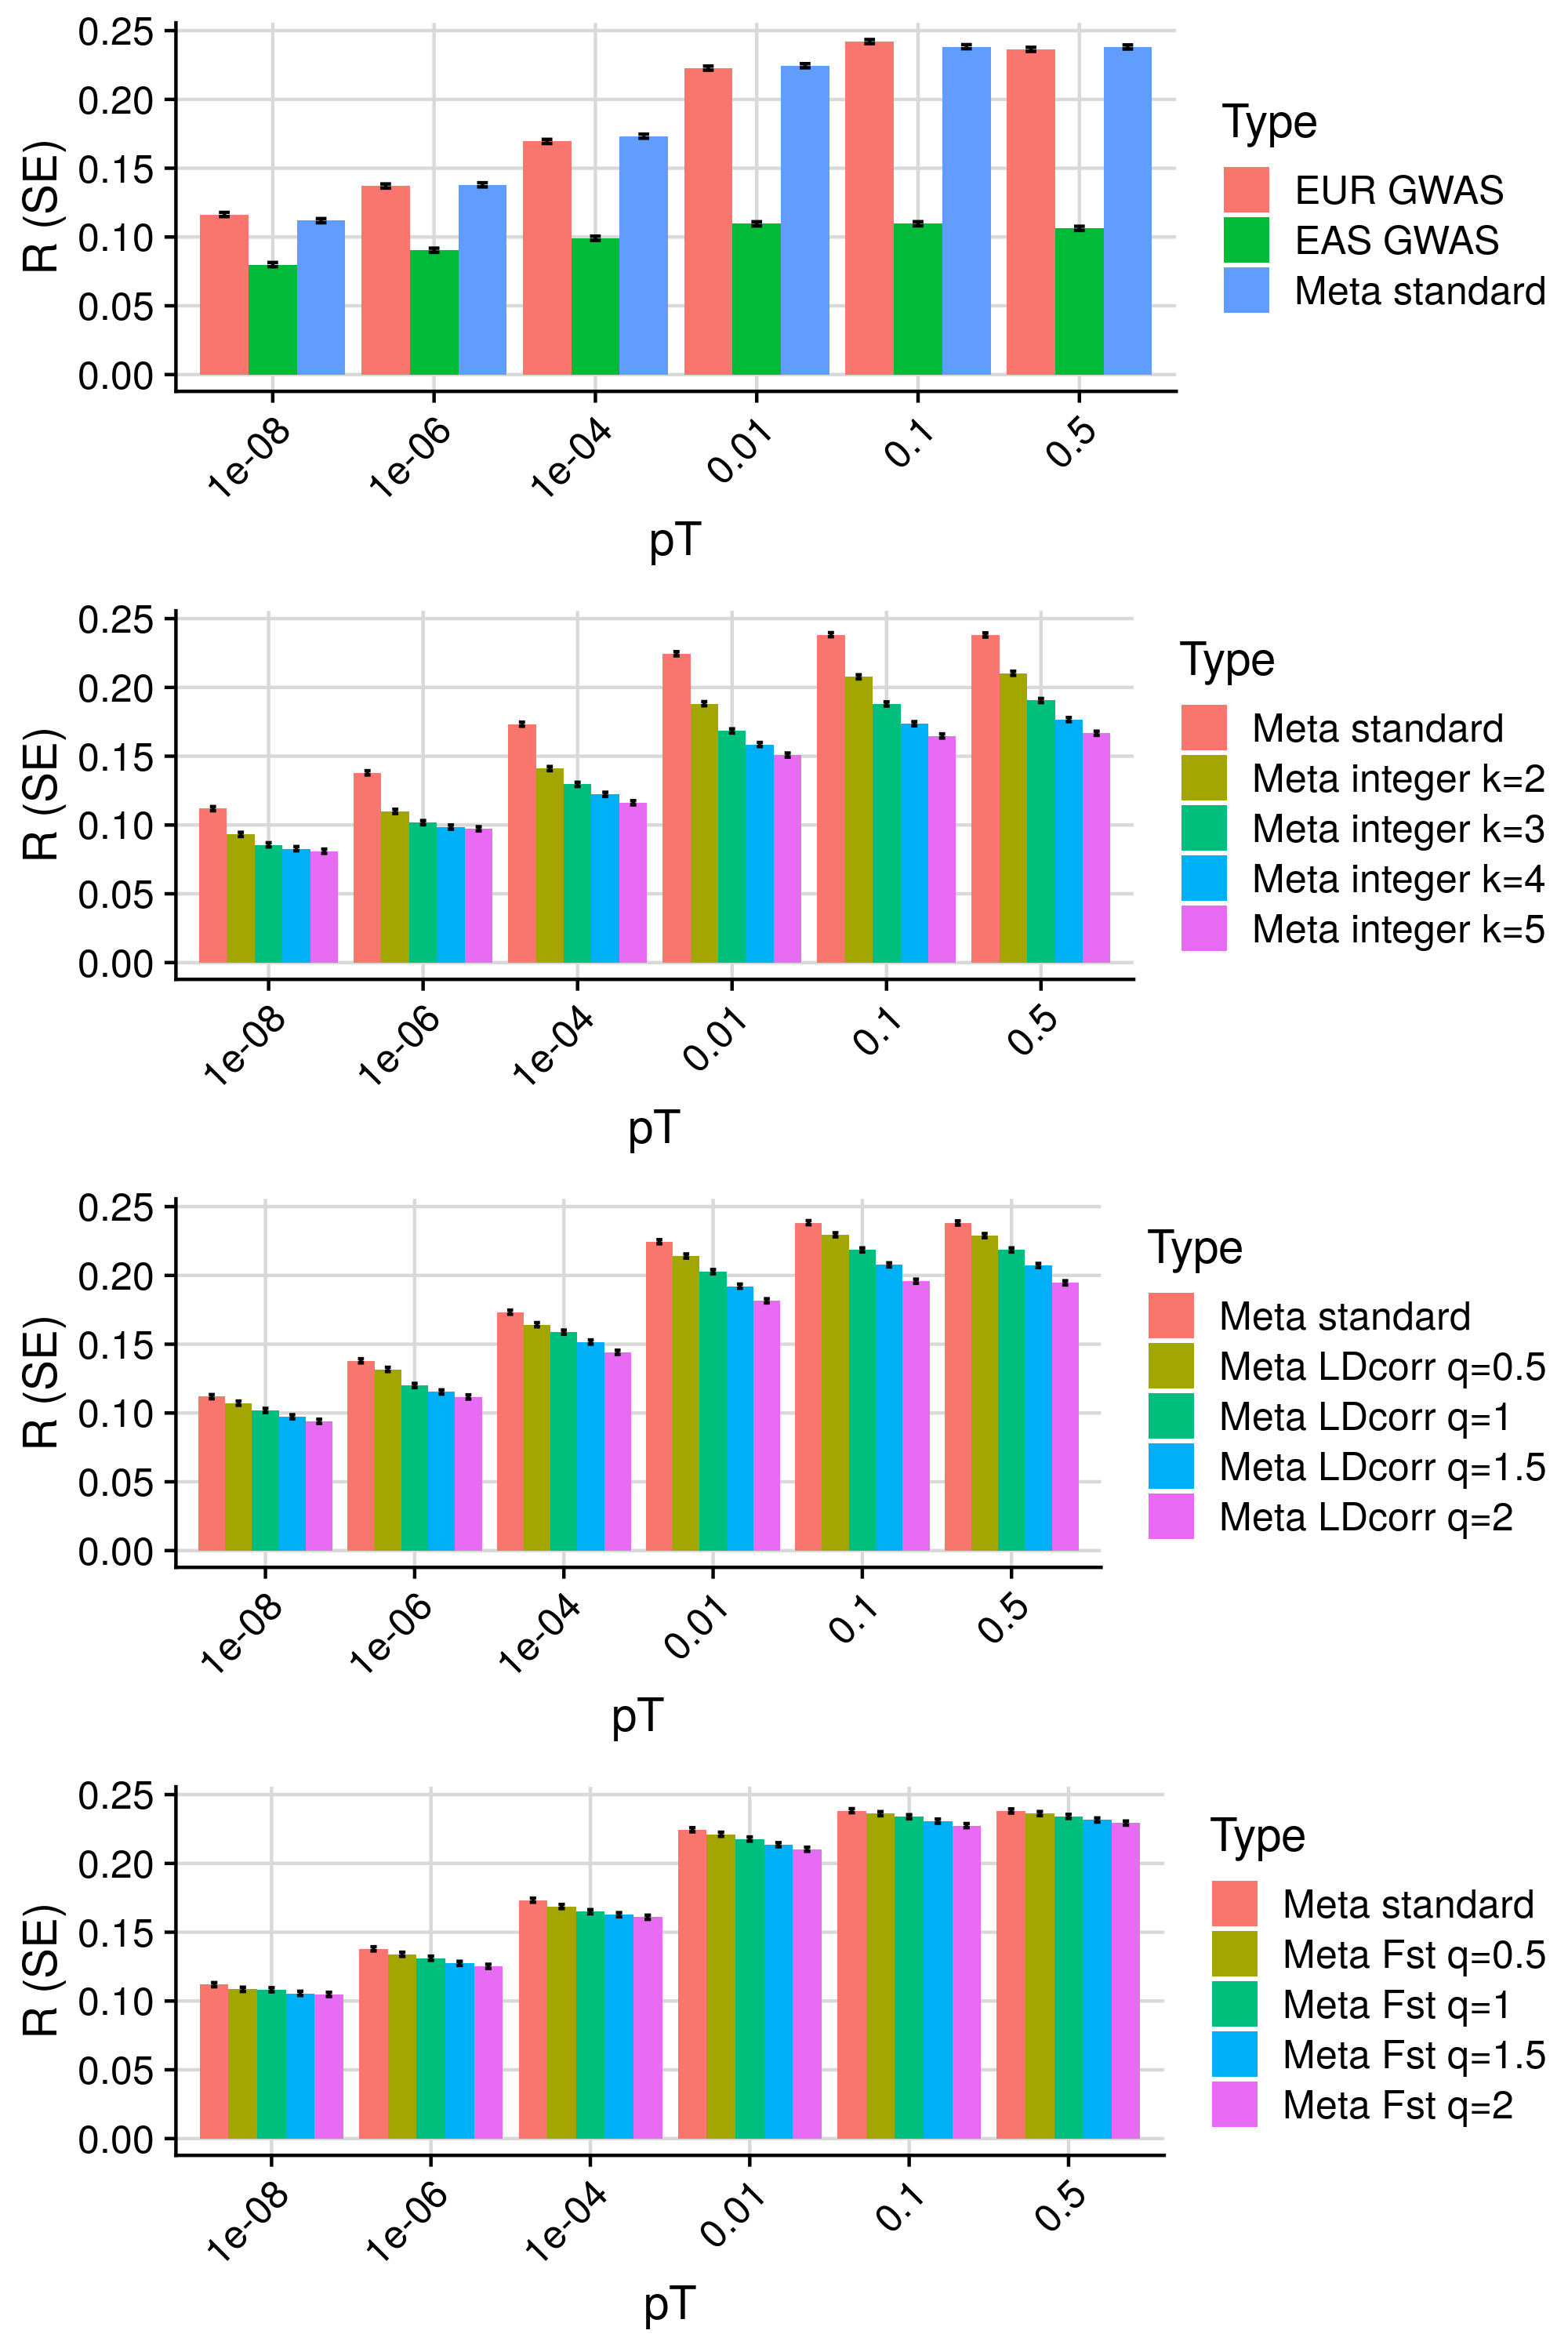 R (SE)
0.25
0.20
0.15
0.10
0.05
0.00
1e-08
1e-06
1e-04
0.01
0.1
0.5
pT
Type
EUR GWAS
EAS GWAS
Meta standard
R (SE)
0.25
0.20
0.15
0.10
0.05
0.00
1e-08
1e-06
1e-04
0.01
0.1
0.5
pT
Type
Meta standard
Meta integer k=2
Meta integer k=3
Meta integer k=4
Meta integer k=5
R (SE)
0.25
0.20
0.15
0.10
0.05
0.00
1e-08
1e-06
1e-04
0.01
0.1
0.5
pT
Type
Meta standard
Meta LDcorr q=0.5
Meta LDcorr q=1
Meta LDcorr q=1.5
Meta LDcorr q=2
R (SE)
0.25
0.20
0.15
0.10
0.05
0.00
1e-08
1e-06
1e-04
0.01
0.1
0.5
pT
Type
Meta standard
Meta Fst q=0.5
Meta Fst q=1
Meta Fst q=1.5
Meta Fst q=2